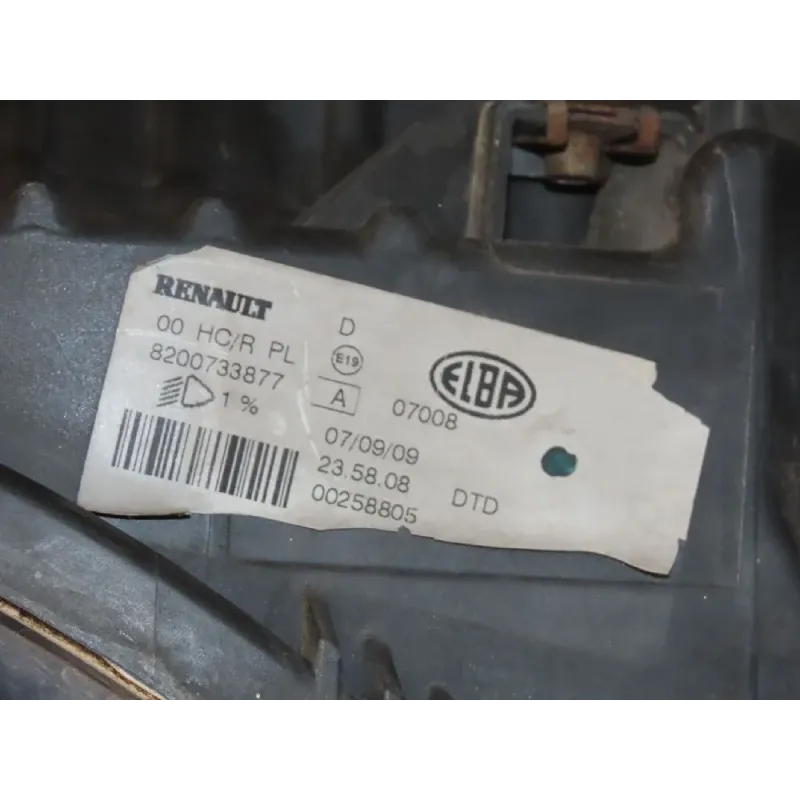 RENAULT
D
00 HC/R PL
E19
8200733877
A
07008
ELBA
1 %
07/09/09
23.58.08
00258805
DTD